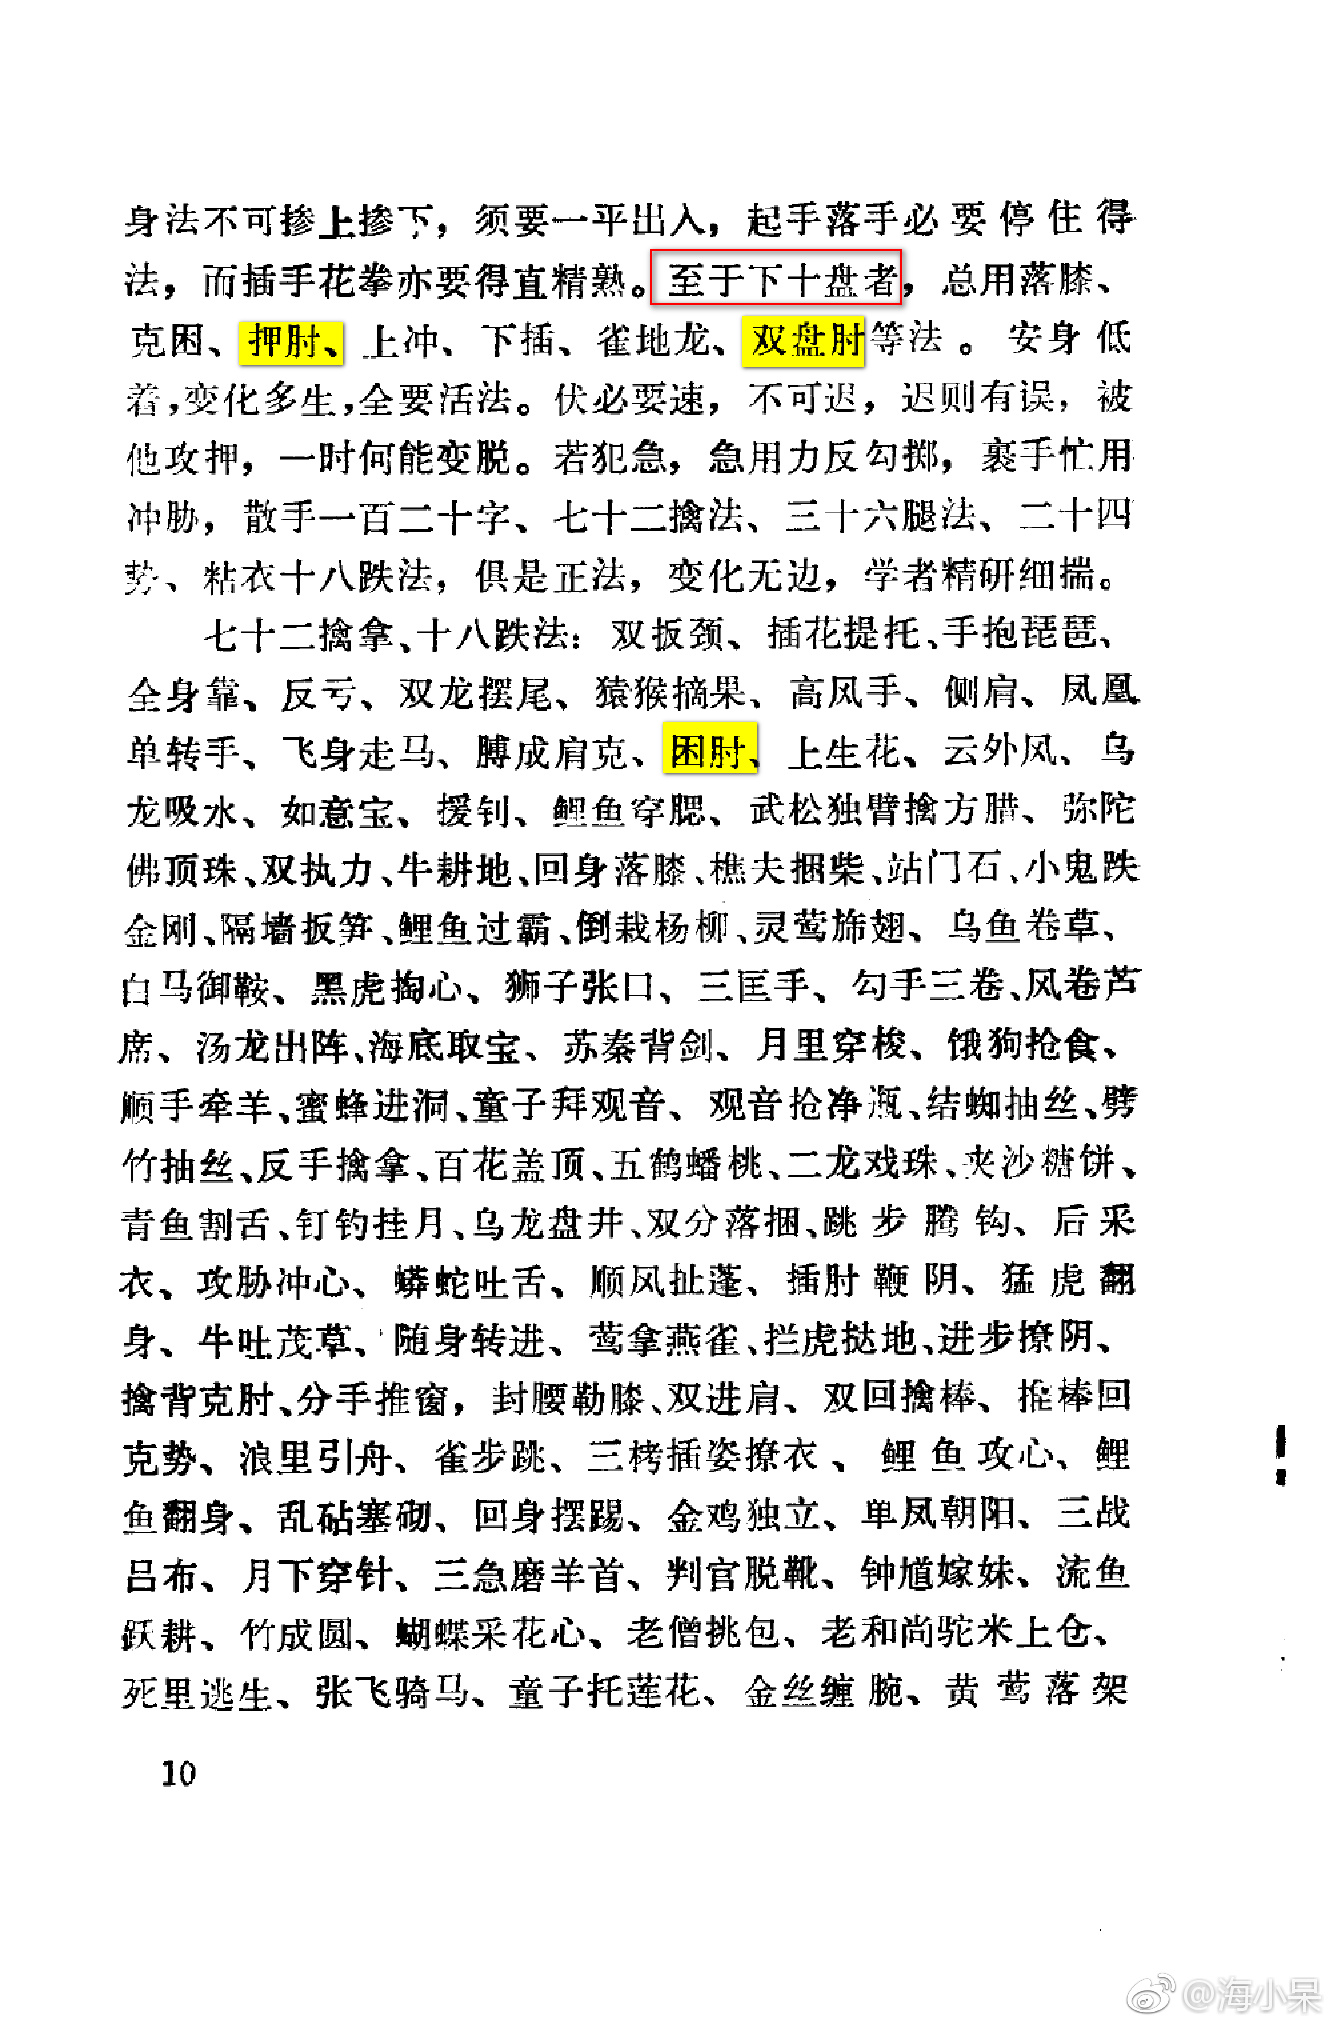 身法不可掺上掺下，须要一平出入，起手落手必要停住得
法，而插手花拳亦要得直精熟。至于下十盘者，总用落膝、
克困、押肘、上冲、下插、雀地龙、双盘肘等法。安身低
着，变化多生，全要活法。伏必要速，不可迟，迟则有误，被
他攻押，一时何能变脱。若犯急，急用力反勾掷，裹手忙用
冲胁，散手一百二十字、七十二擒法、三十六腿法、二十四
势、粘衣十八跌法，俱是正法，变化无边，学者精研细揣。
七十二擒拿、十八跌法：双扳颈、插花提托、手抱琵琶、
全身靠、反亏、双龙摆尾、猿猴摘果、高风手、侧肩、凤凰
单转手、飞身走马、膊成肩克、困肘、上生花、云外风、乌
龙吸水、如意宝、援钊、鲤鱼穿腮、武松独臂擒方腊、弥陀
佛顶珠、双执力、牛耕地、回身落膝、樵夫捆柴、站门石、小鬼跌
金刚、隔墙扳笋、鲤鱼过霸、倒栽杨柳、灵莺旆翅、乌鱼卷草、
白马御鞍、黑虎掏心、狮子张口、三匡手、勾手三卷、风卷芦
席、汤龙出阵、海底取宝、苏秦背剑、月里穿梭、饿狗抢食、
顺手牵羊、蜜蜂进洞、童子拜观音、观音抢净瓶、结蜘抽丝、劈
竹抽丝、反手擒拿、百花盖顶、五鹤蟠桃、二龙戏珠、夹沙糖饼、
青鱼割舌、钉钓挂月、乌龙盘井、双分落捆、跳步腾钩、后采
衣、攻胁冲心、蟒蛇吐舌、顺风扯蓬、插肘鞭阴、猛虎翻
身、牛吐茂草、随身转进、莺拿燕雀、拦虎挞地、进步撩阴、
擒背克肘、分手推窗，封腰勒膝、双进肩、双回擒棒、推棒回
克势、浪里引舟、雀步跳、三栲插姿撩衣、鲤鱼攻心、鲤
鱼翻身、乱砧塞砌、回身摆踢、金鸡独立、单凤朝阳、三战
吕布、月下穿针、三急磨羊首、判官脱靴、钟馗嫁妹、流鱼
跃耕、竹成圆、蝴蝶采花心、老僧挑包、老和尚驼米上仓、
死里逃生、张飞骑马、童子托莲花、金丝缠腕、黄莺落架
10
@海小呆